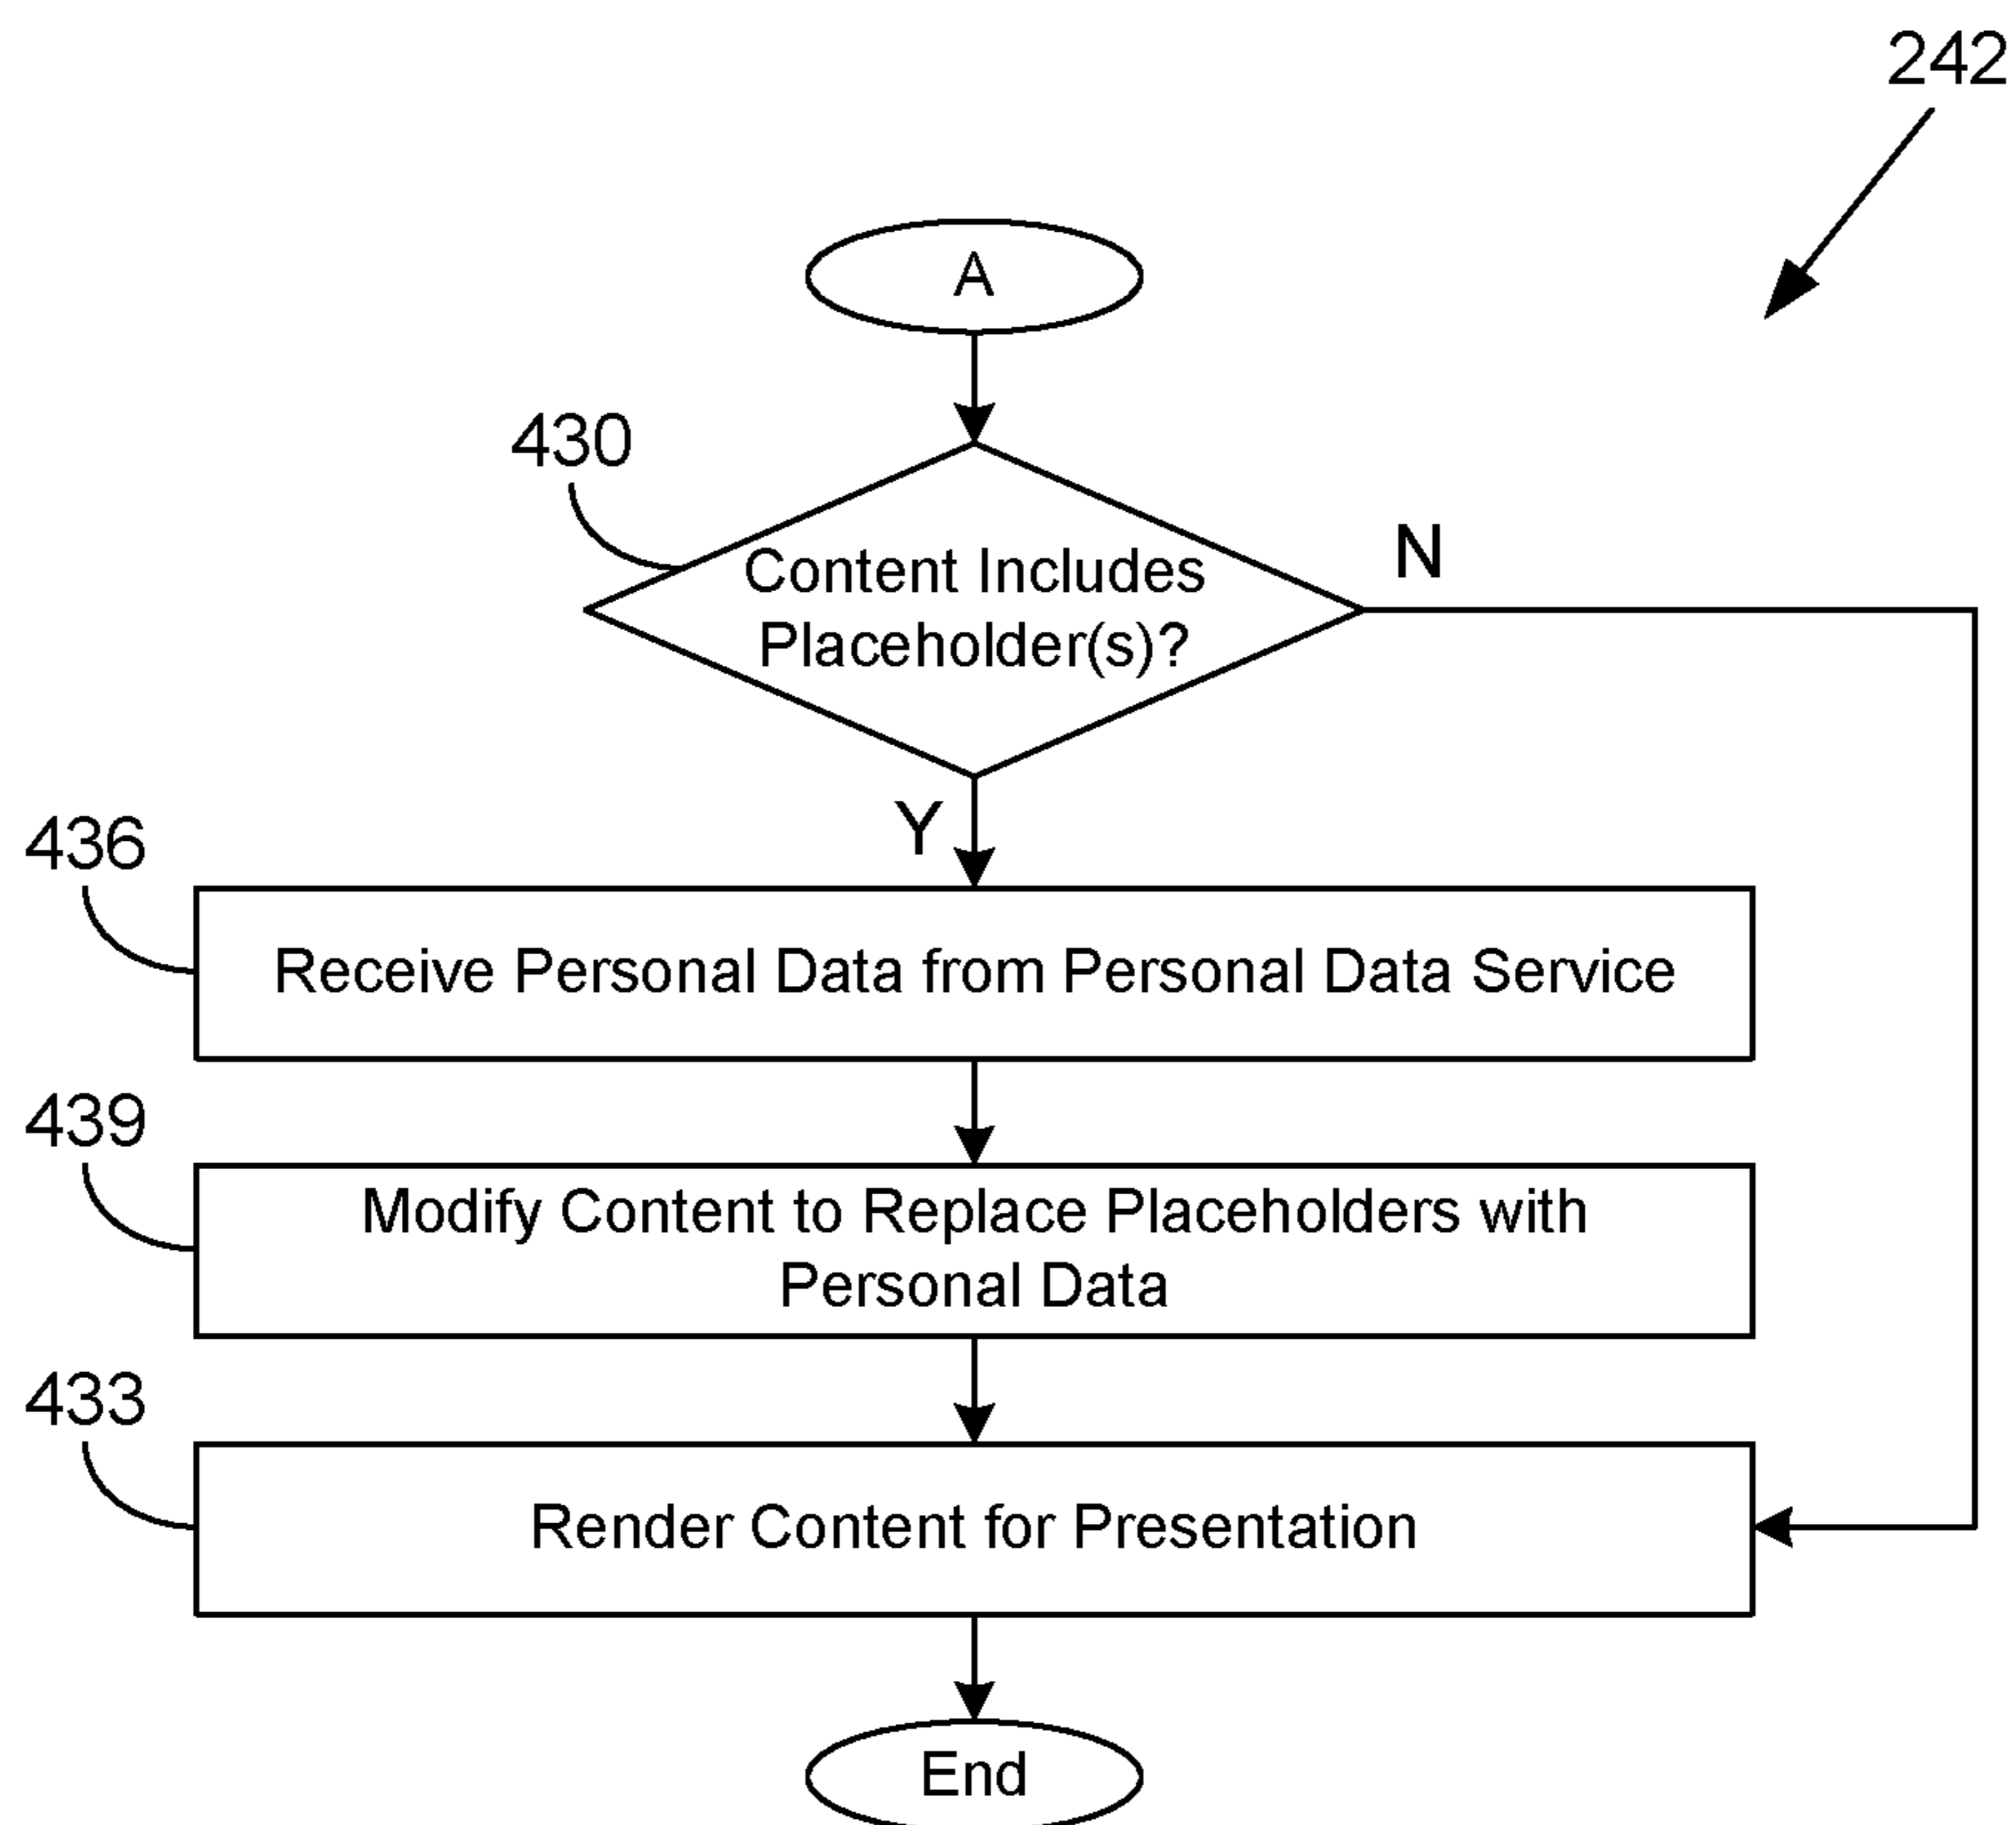 242
A
430
Content Includes
Placeholder(s)?
N
Y
436
Receive Personal Data from Personal Data Service
439
Modify Content to Replace Placeholders with
Personal Data
433
Render Content for Presentation
End